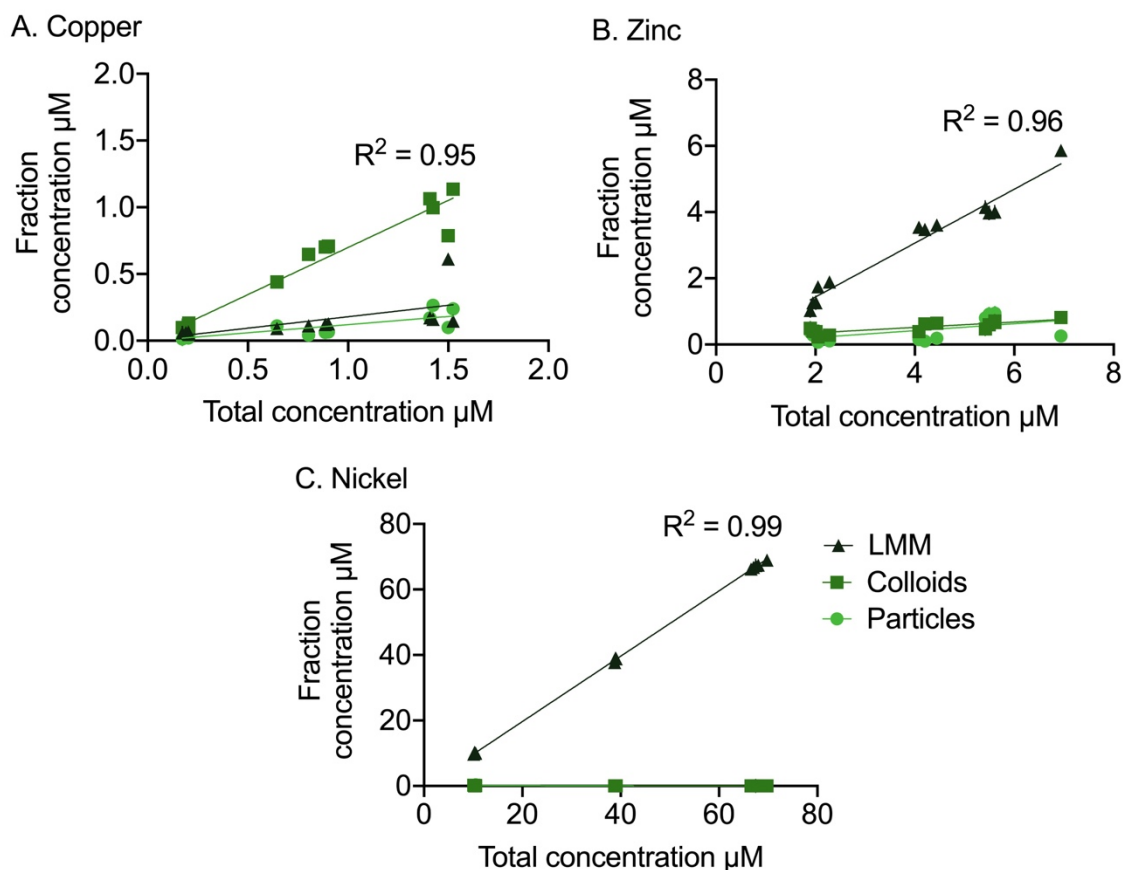 A. Copper
Fraction
concentration µM
2.0
1.5
1.0
0.5
0.0
R² = 0.95
0.0 0.5 1.0 1.5 2.0
Total concentration µM
B. Zinc
Fraction
concentration µM
8
6
4
2
0
R² = 0.96
0 2 4 6 8
Total concentration µM
C. Nickel
Fraction
concentration µM
80
60
40
20
0
R² = 0.99
0 20 40 60 80
Total concentration µM
LMM
Colloids
Particles